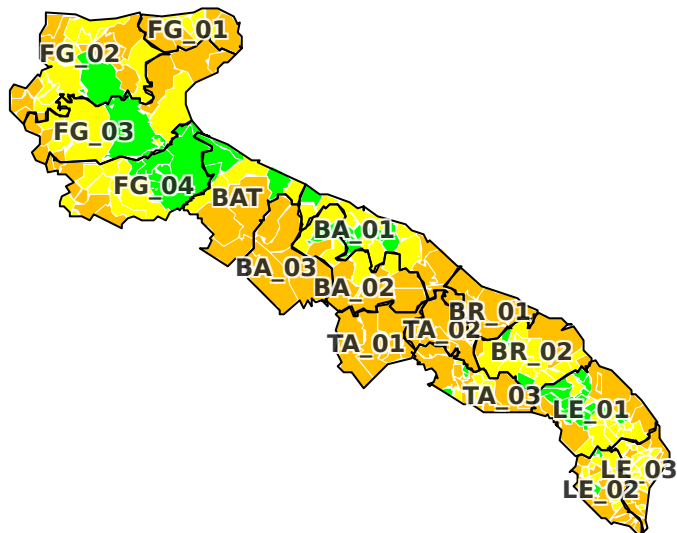 FG_01
FG_02
FG_03
FG_04
BAT
BA_01
BA_03
BA_02
BR_01
TA_02
TA_01
BR_02
TA_03
LE_01
LE_03
LE_02